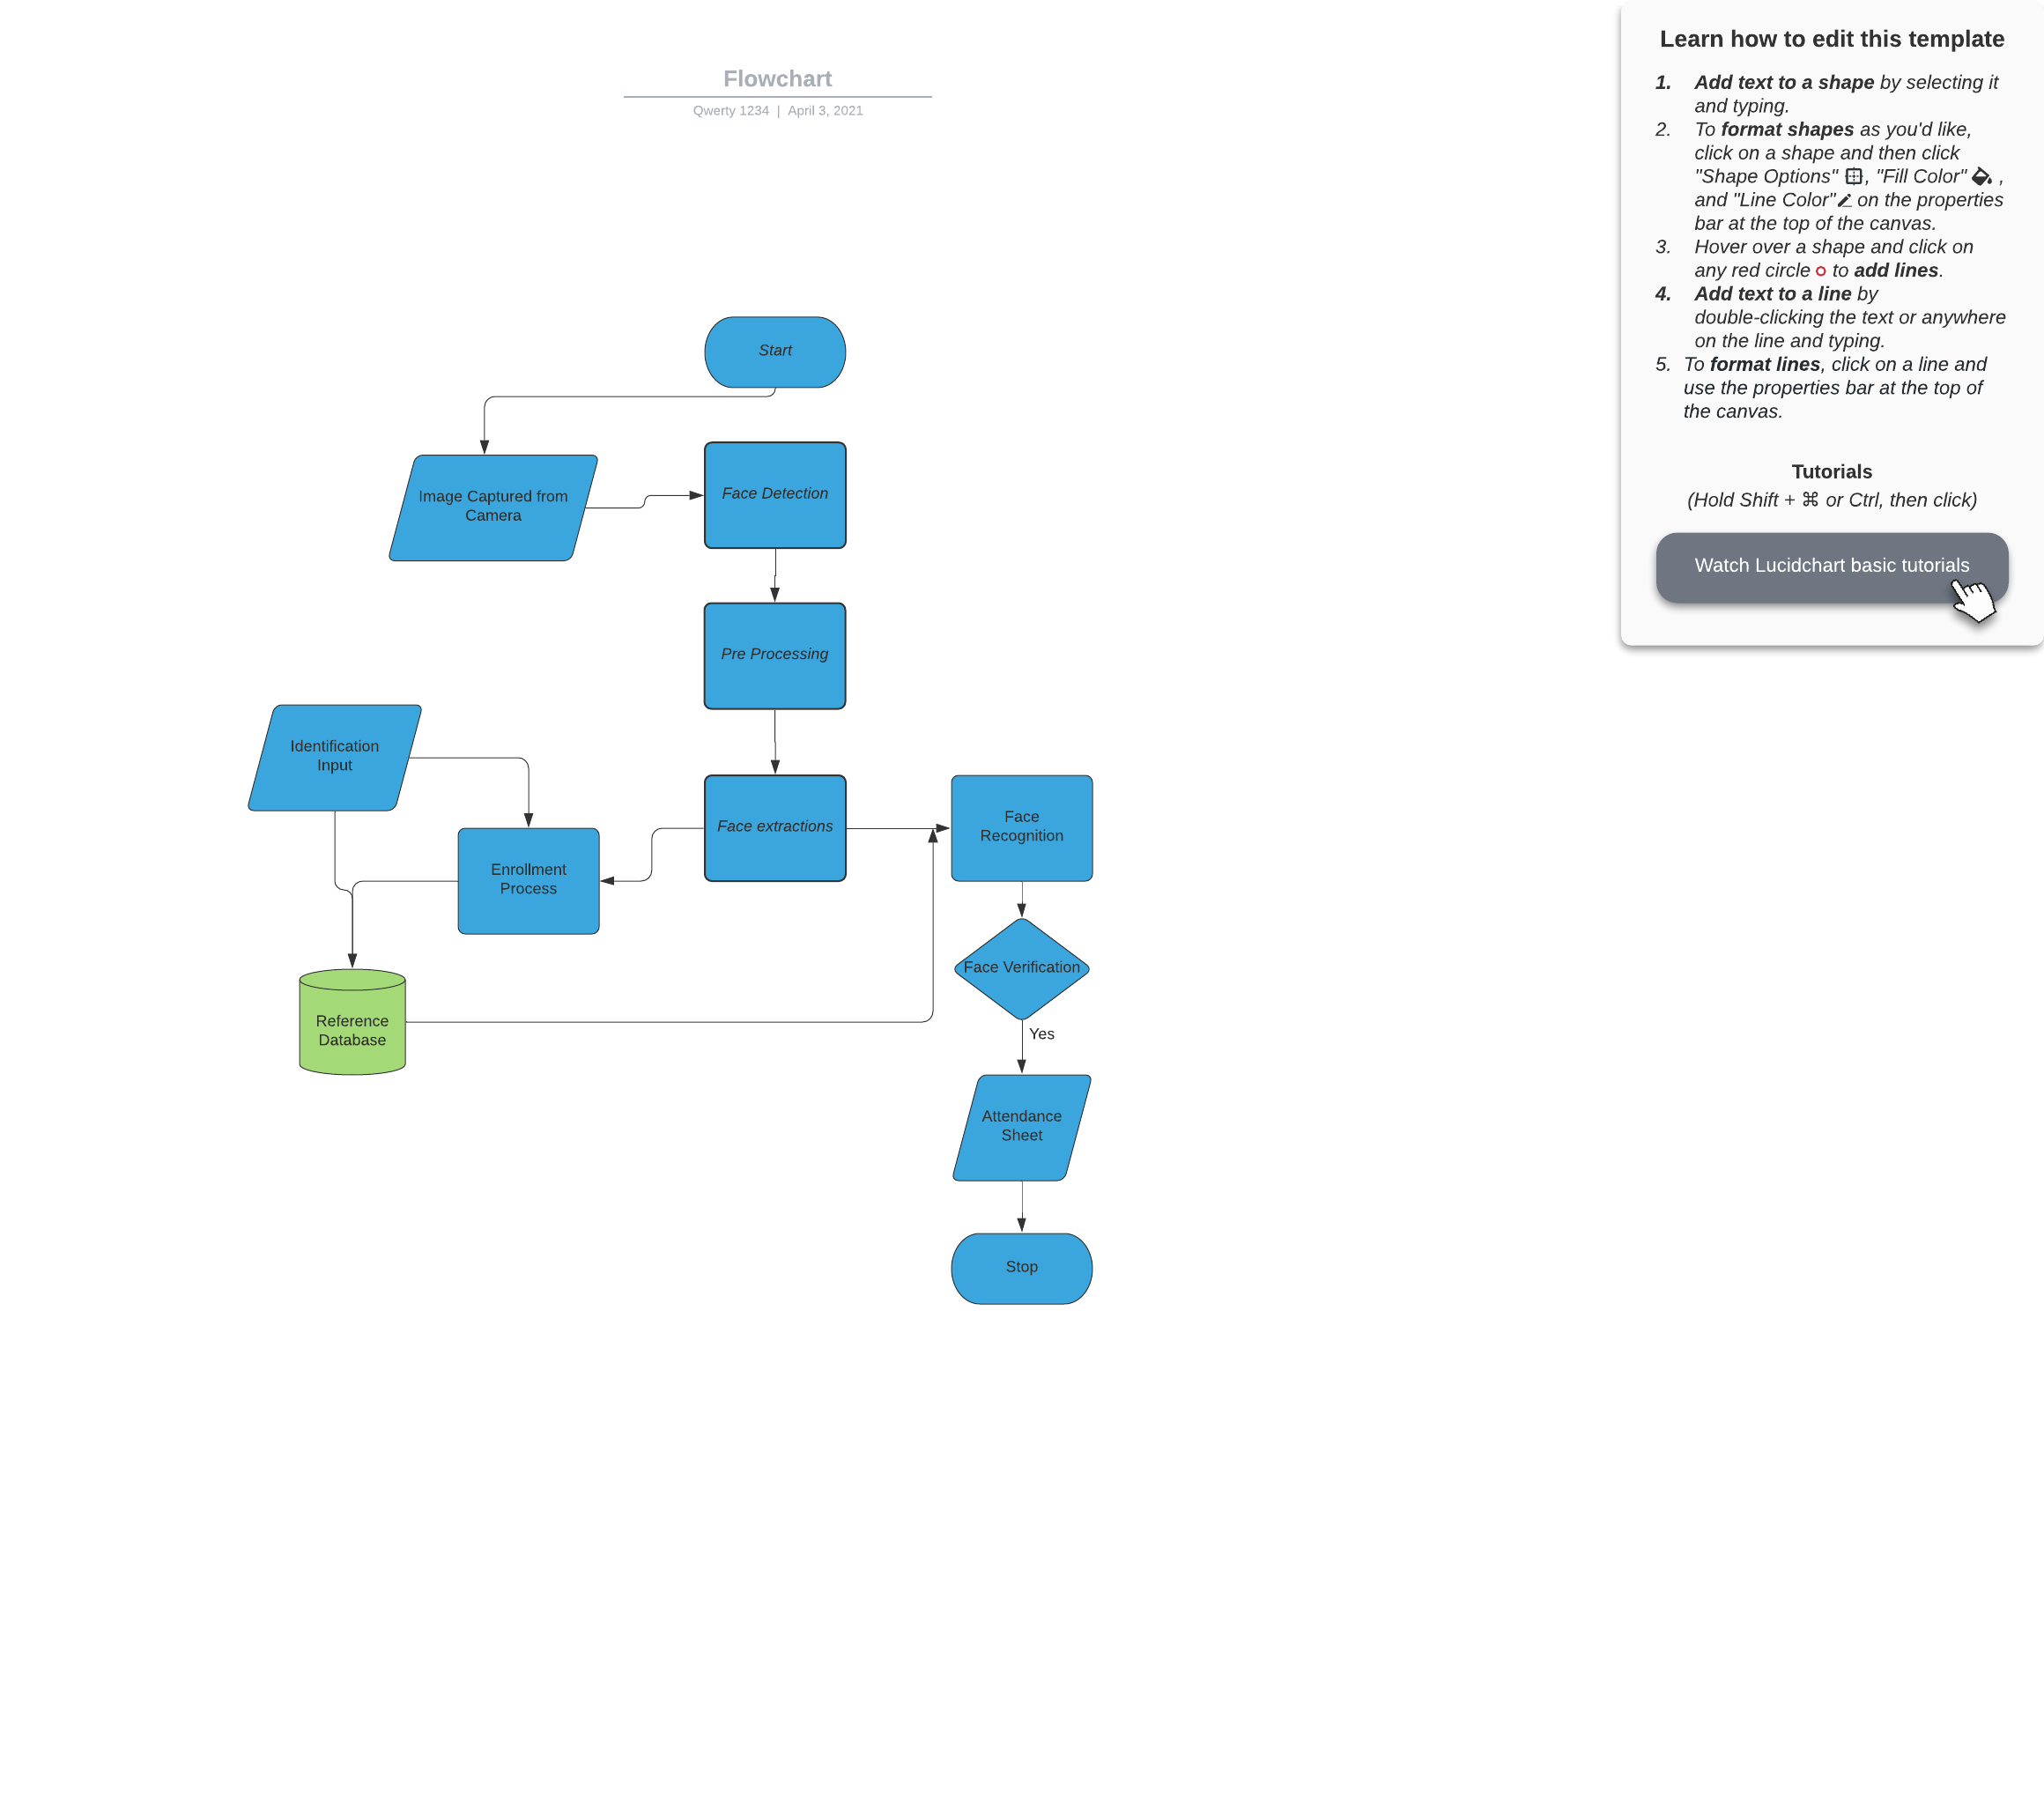 Flowchart
Qwerty 1234 | April 3, 2021
Start
Image Captured from
Camera
Face Detection
Pre Processing
Identification
Input
Enrollment
Process
Face extractions
Face
Recognition
Face Verification
Reference
Database
Yes
Attendance
Sheet
Stop
Learn how to edit this template
1. Add text to a shape by selecting it
and typing.
2. To format shapes as you'd like,
click on a shape and then click
"Shape Options" , "Fill Color" ,
and "Line Color" on the properties
bar at the top of the canvas.
3. Hover over a shape and click on
any red circle to add lines.
4. Add text to a line by
double-clicking the text or anywhere
on the line and typing.
5. To format lines, click on a line and
use the properties bar at the top of
the canvas.
Tutorials
(Hold Shift + ⌘ or Ctrl, then click)
Watch Lucidchart basic tutorials